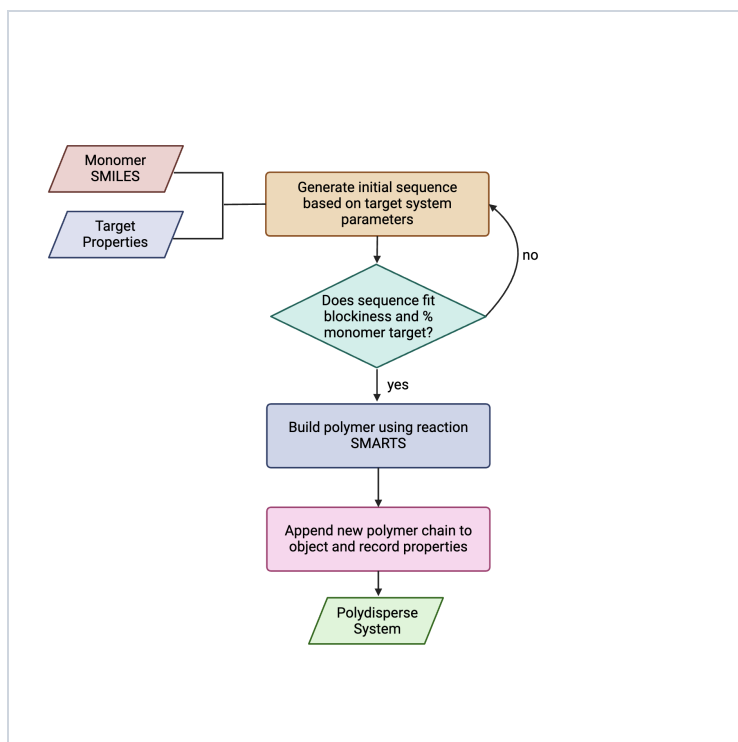 Monomer
SMILES
Target
Properties
Generate initial sequence
based on target system
parameters
no
Does sequence fit
blockiness and %
monomer target?
yes
Build polymer using reaction
SMARTS
Append new polymer chain to
object and record properties
Polydisperse
System